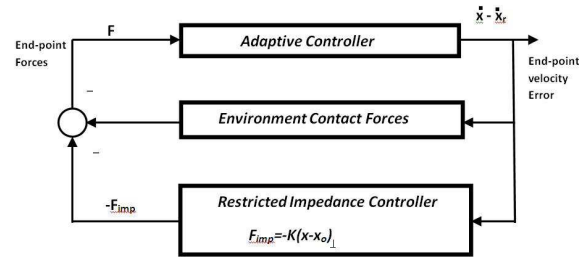 ẋ - ẋr
F
End-point
Forces
Adaptive Controller
End-point
velocity
Error
–
Environment Contact Forces
–
-Fimp
Restricted Impedance Controller
Fimp=-K(x-xo)